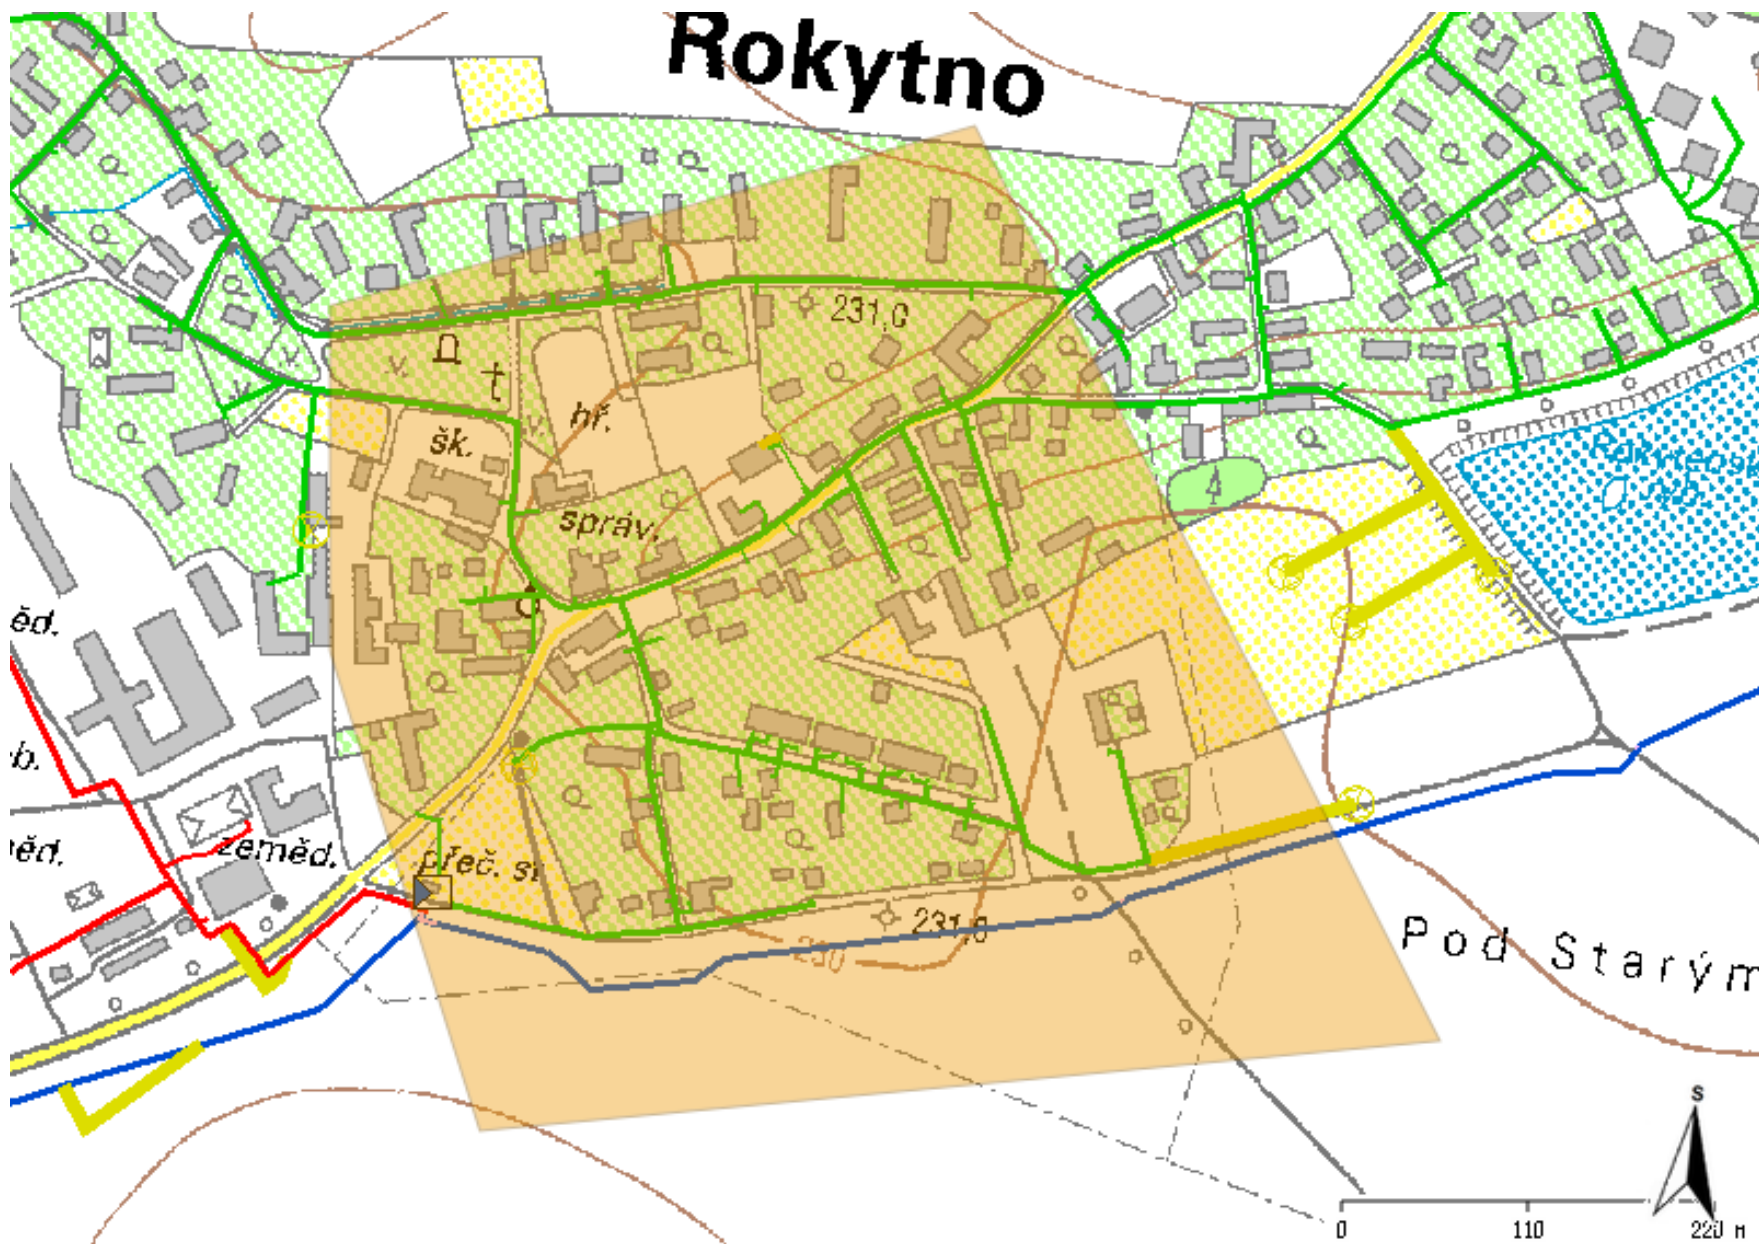 Rokytno
231,0
hř.
šk.
4
správ.
ěd.
b.
ěd.
zeměd.
přeč. st
231,0
230
Pod Starým
S
0 110 220 M